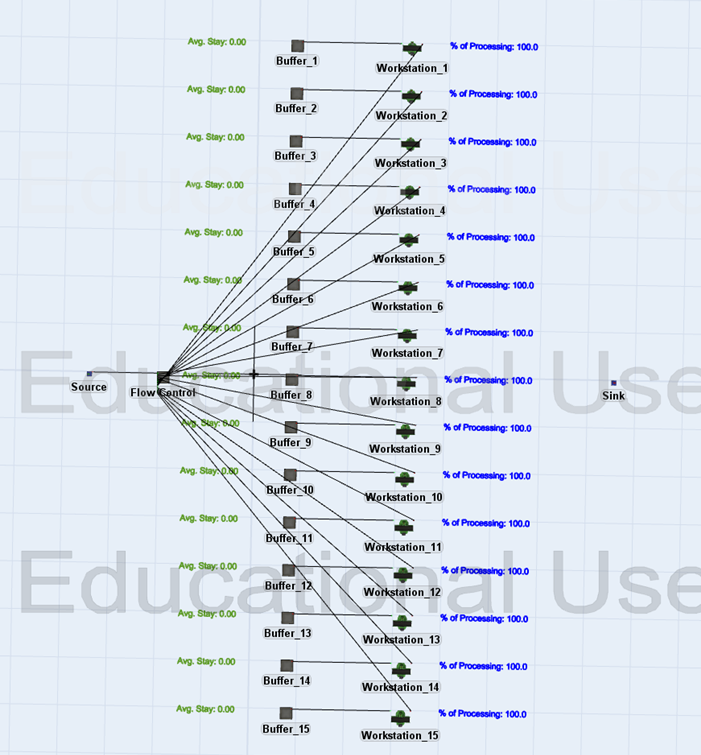 Avg. Stay: 0.00 Buffer_1 Workstation_1 % of Processing: 100.0
Avg. Stay: 0.00 Buffer_2 Workstation_2 % of Processing: 100.0
Avg. Stay: 0.00 Buffer_3 Workstation_3 % of Processing: 100.0
Avg. Stay: 0.00 Buffer_4 Workstation_4 % of Processing: 100.0
Avg. Stay: 0.00 Buffer_5 Workstation_5 % of Processing: 100.0
Avg. Stay: 0.00 Buffer_6 Workstation_6 % of Processing: 100.0
Avg. Stay: 0.00 Buffer_7 Workstation_7 % of Processing: 100.0
Educational Educational Use
Source Flow Control Avg. Stay: 0.00 Buffer_8 Workstation_8 % of Processing: 100.0 Sink
Avg. Stay: 0.00 Buffer_9 Workstation_9 % of Processing: 100.0
Avg. Stay: 0.00 Buffer_10 Workstation_10 % of Processing: 100.0
Avg. Stay: 0.00 Buffer_11 Workstation_11 % of Processing: 100.0
Educational Use
Avg. Stay: 0.00 Buffer_12 Workstation_12 % of Processing: 100.0
Avg. Stay: 0.00 Buffer_13 Workstation_13 % of Processing: 100.0
Avg. Stay: 0.00 Buffer_14 Workstation_14 % of Processing: 100.0
Avg. Stay: 0.00 Buffer_15 Workstation_15 % of Processing: 100.0